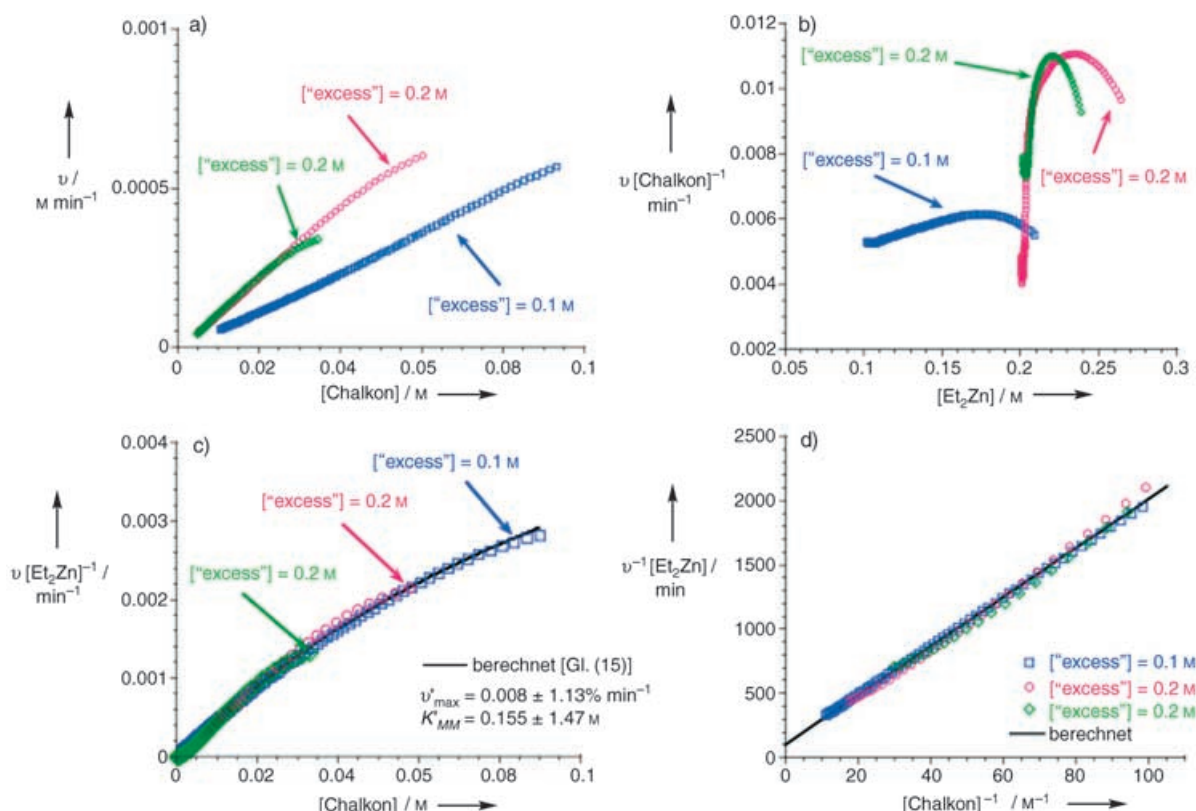 a)
0.001
υ /
M min⁻¹
0.0005
0
["excess"] = 0.2 M
["excess"] = 0.2 M
["excess"] = 0.1 M
0 0.02 0.04 0.05 0.08 0.1
[Chalkon] / M
b)
0.012
0.011
0.008
0.006
0.004
0.002
υ [Chalkon]⁻¹
min⁻¹
["excess"] = 0.2 M
["excess"] = 0.1 M
["excess"] = 0.2 M
0.05 0.1 0.15 0.2 0.25 0.3
[Et₂Zn] / M
c)
0.004
0.003
0.002
0.001
0
υ [Et₂Zn]⁻¹ /
min⁻¹
["excess"] = 0.1 M
["excess"] = 0.2 M
["excess"] = 0.2 M
berechnet [Gl. (15)]
υ'max = 0.008 ± 1.13% min⁻¹
K'MM = 0.155 ± 1.47 M
0 0.02 0.04 0.05 0.08 0.1
[Chalkon] / M
d)
2500
2000
1500
1000
500
0
υ⁻¹ [Et₂Zn] /
min
["excess"] = 0.1 M
["excess"] = 0.2 M
["excess"] = 0.2 M
berechnet
0 20 40 60 80 100
[Chalkon]⁻¹ / M⁻¹